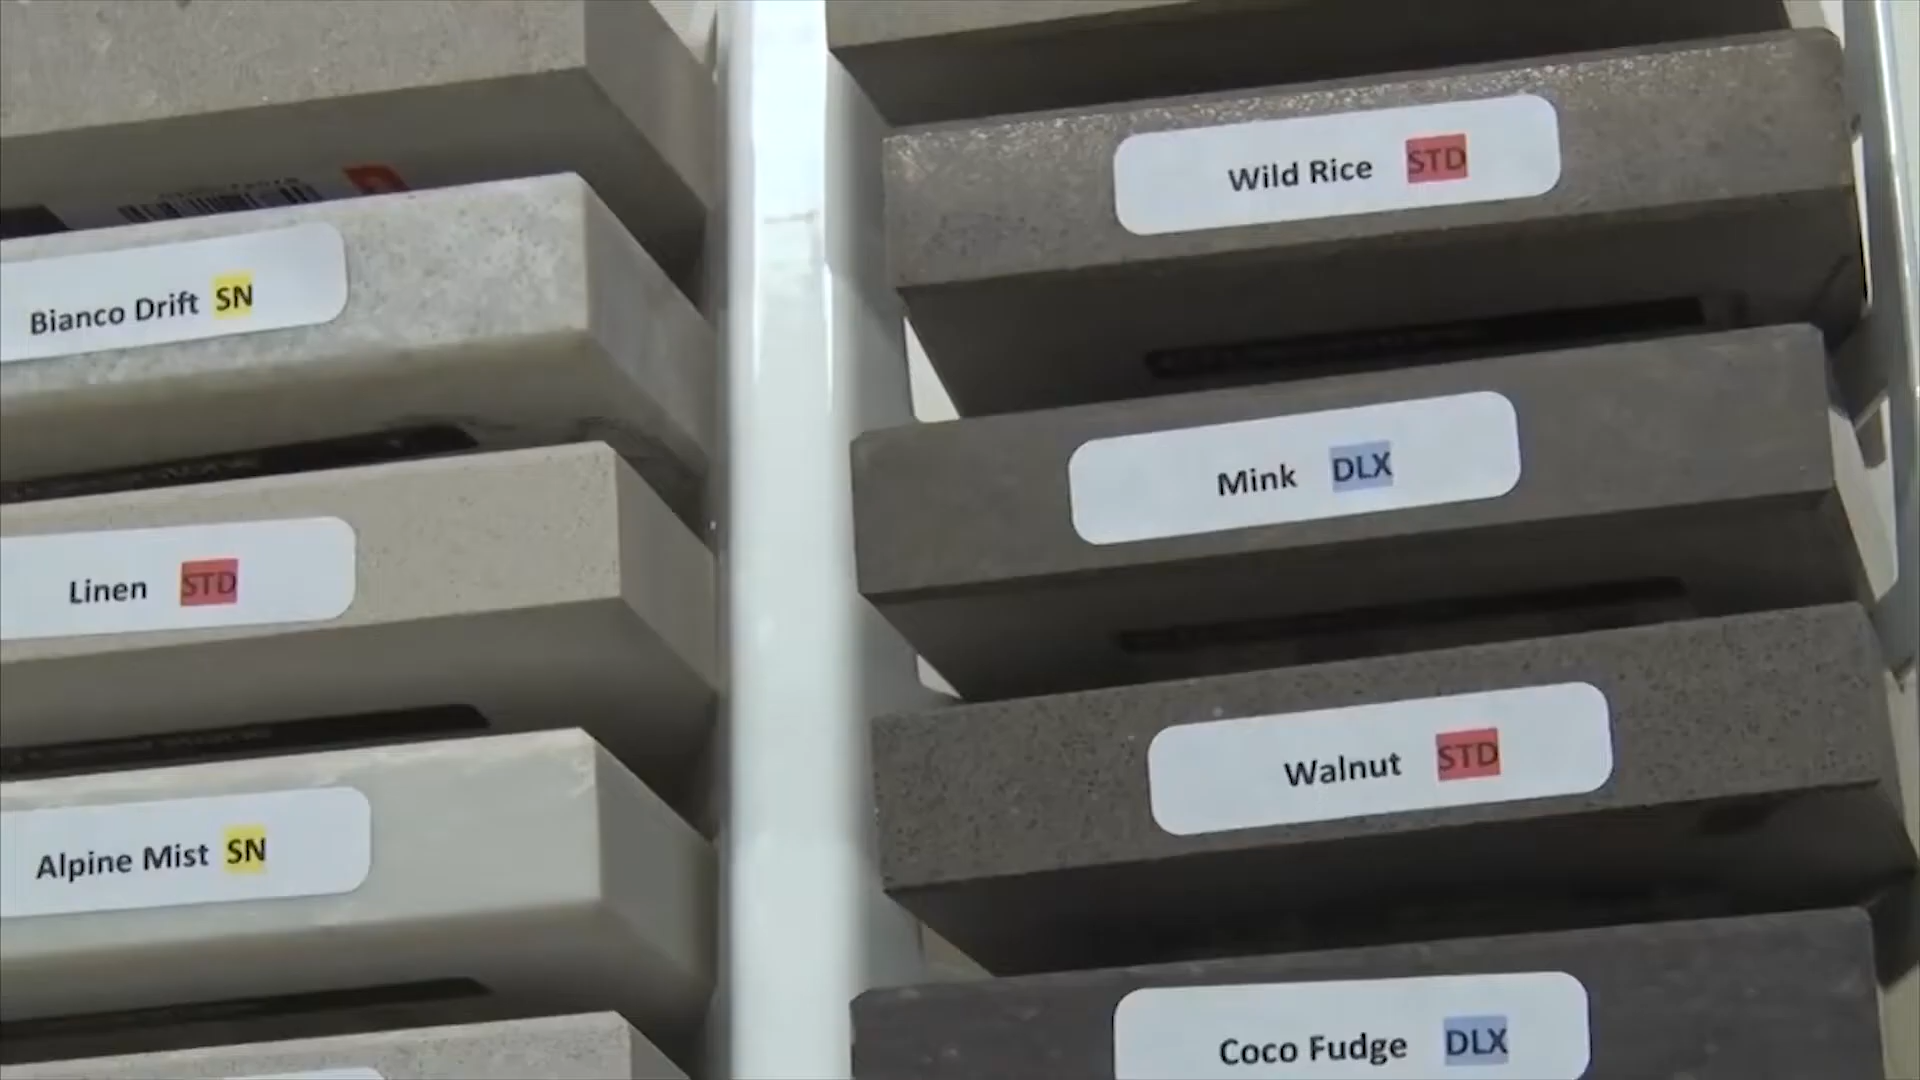 Bianco Drift SN
Linen STD
Alpine Mist SN
Wild Rice STD
Mink DLX
Walnut STD
Coco Fudge DLX